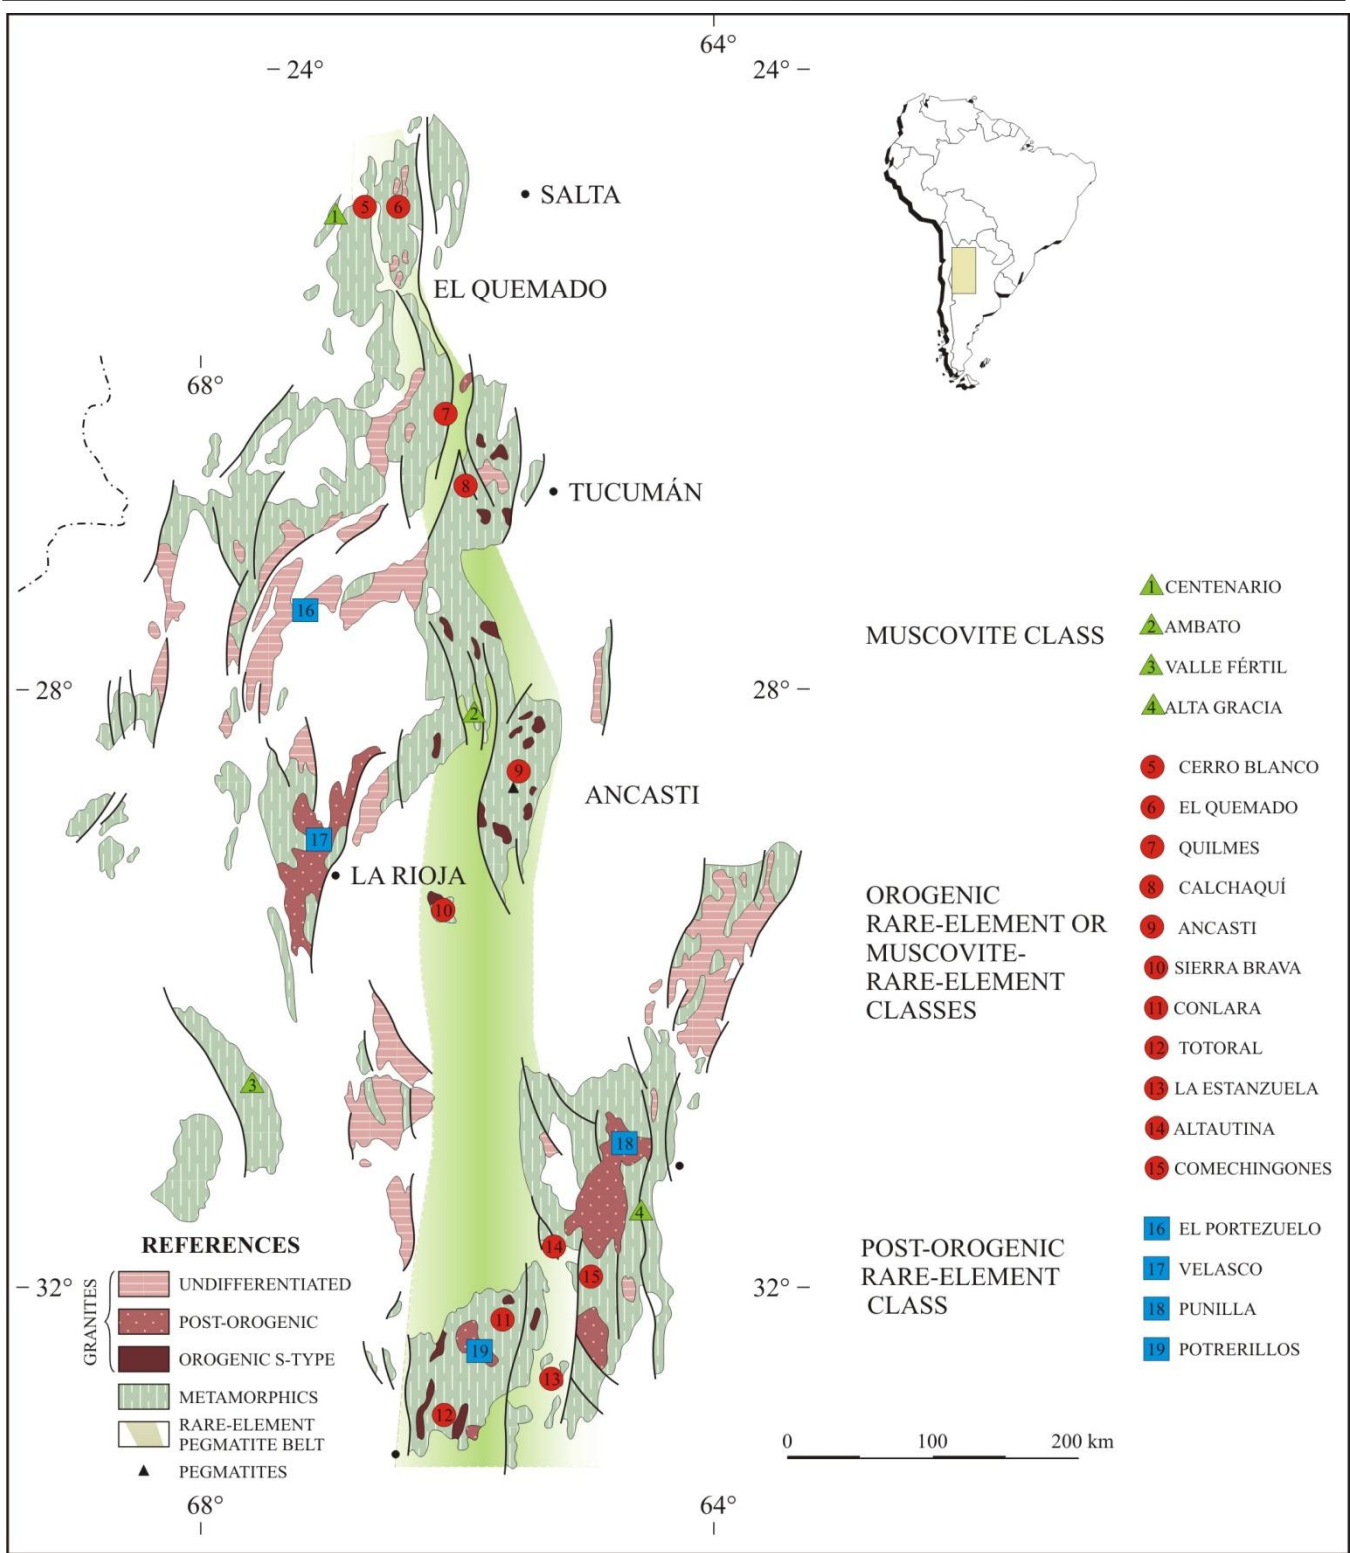 64°
24°
24°
SALTA
1
5
6
EL QUEMADO
68°
7
8
TUCUMÁN
16
28°
28°
2
9
ANCASTI
17
LA RIOJA
10
3
18
4
14
15
11
19
13
12
32°
32°
MUSCOVITE CLASS
1 CENTENARIO
2 AMBATO
3 VALLE FÉRTIL
4 ALTA GRACIA
OROGENIC
RARE-ELEMENT OR
MUSCOVITE-
RARE-ELEMENT
CLASSES
5 CERRO BLANCO
6 EL QUEMADO
7 QUILMES
8 CALCHAQUÍ
9 ANCASTI
10 SIERRA BRAVA
11 CONLARA
12 TOTORAL
13 LA ESTANZUELA
14 ALTAUTINA
15 COMECHINGONES
POST-OROGENIC
RARE-ELEMENT
CLASS
16 EL PORTEZUELO
17 VELASCO
18 PUNILLA
19 POTRERILLOS
REFERENCES
GRANITES
UNDIFFERENTIATED
POST-OROGENIC
OROGENIC S-TYPE
METAMORPHICS
RARE-ELEMENT
PEGMATITE BELT
PEGMATITES
0 100 200 km
68°
64°